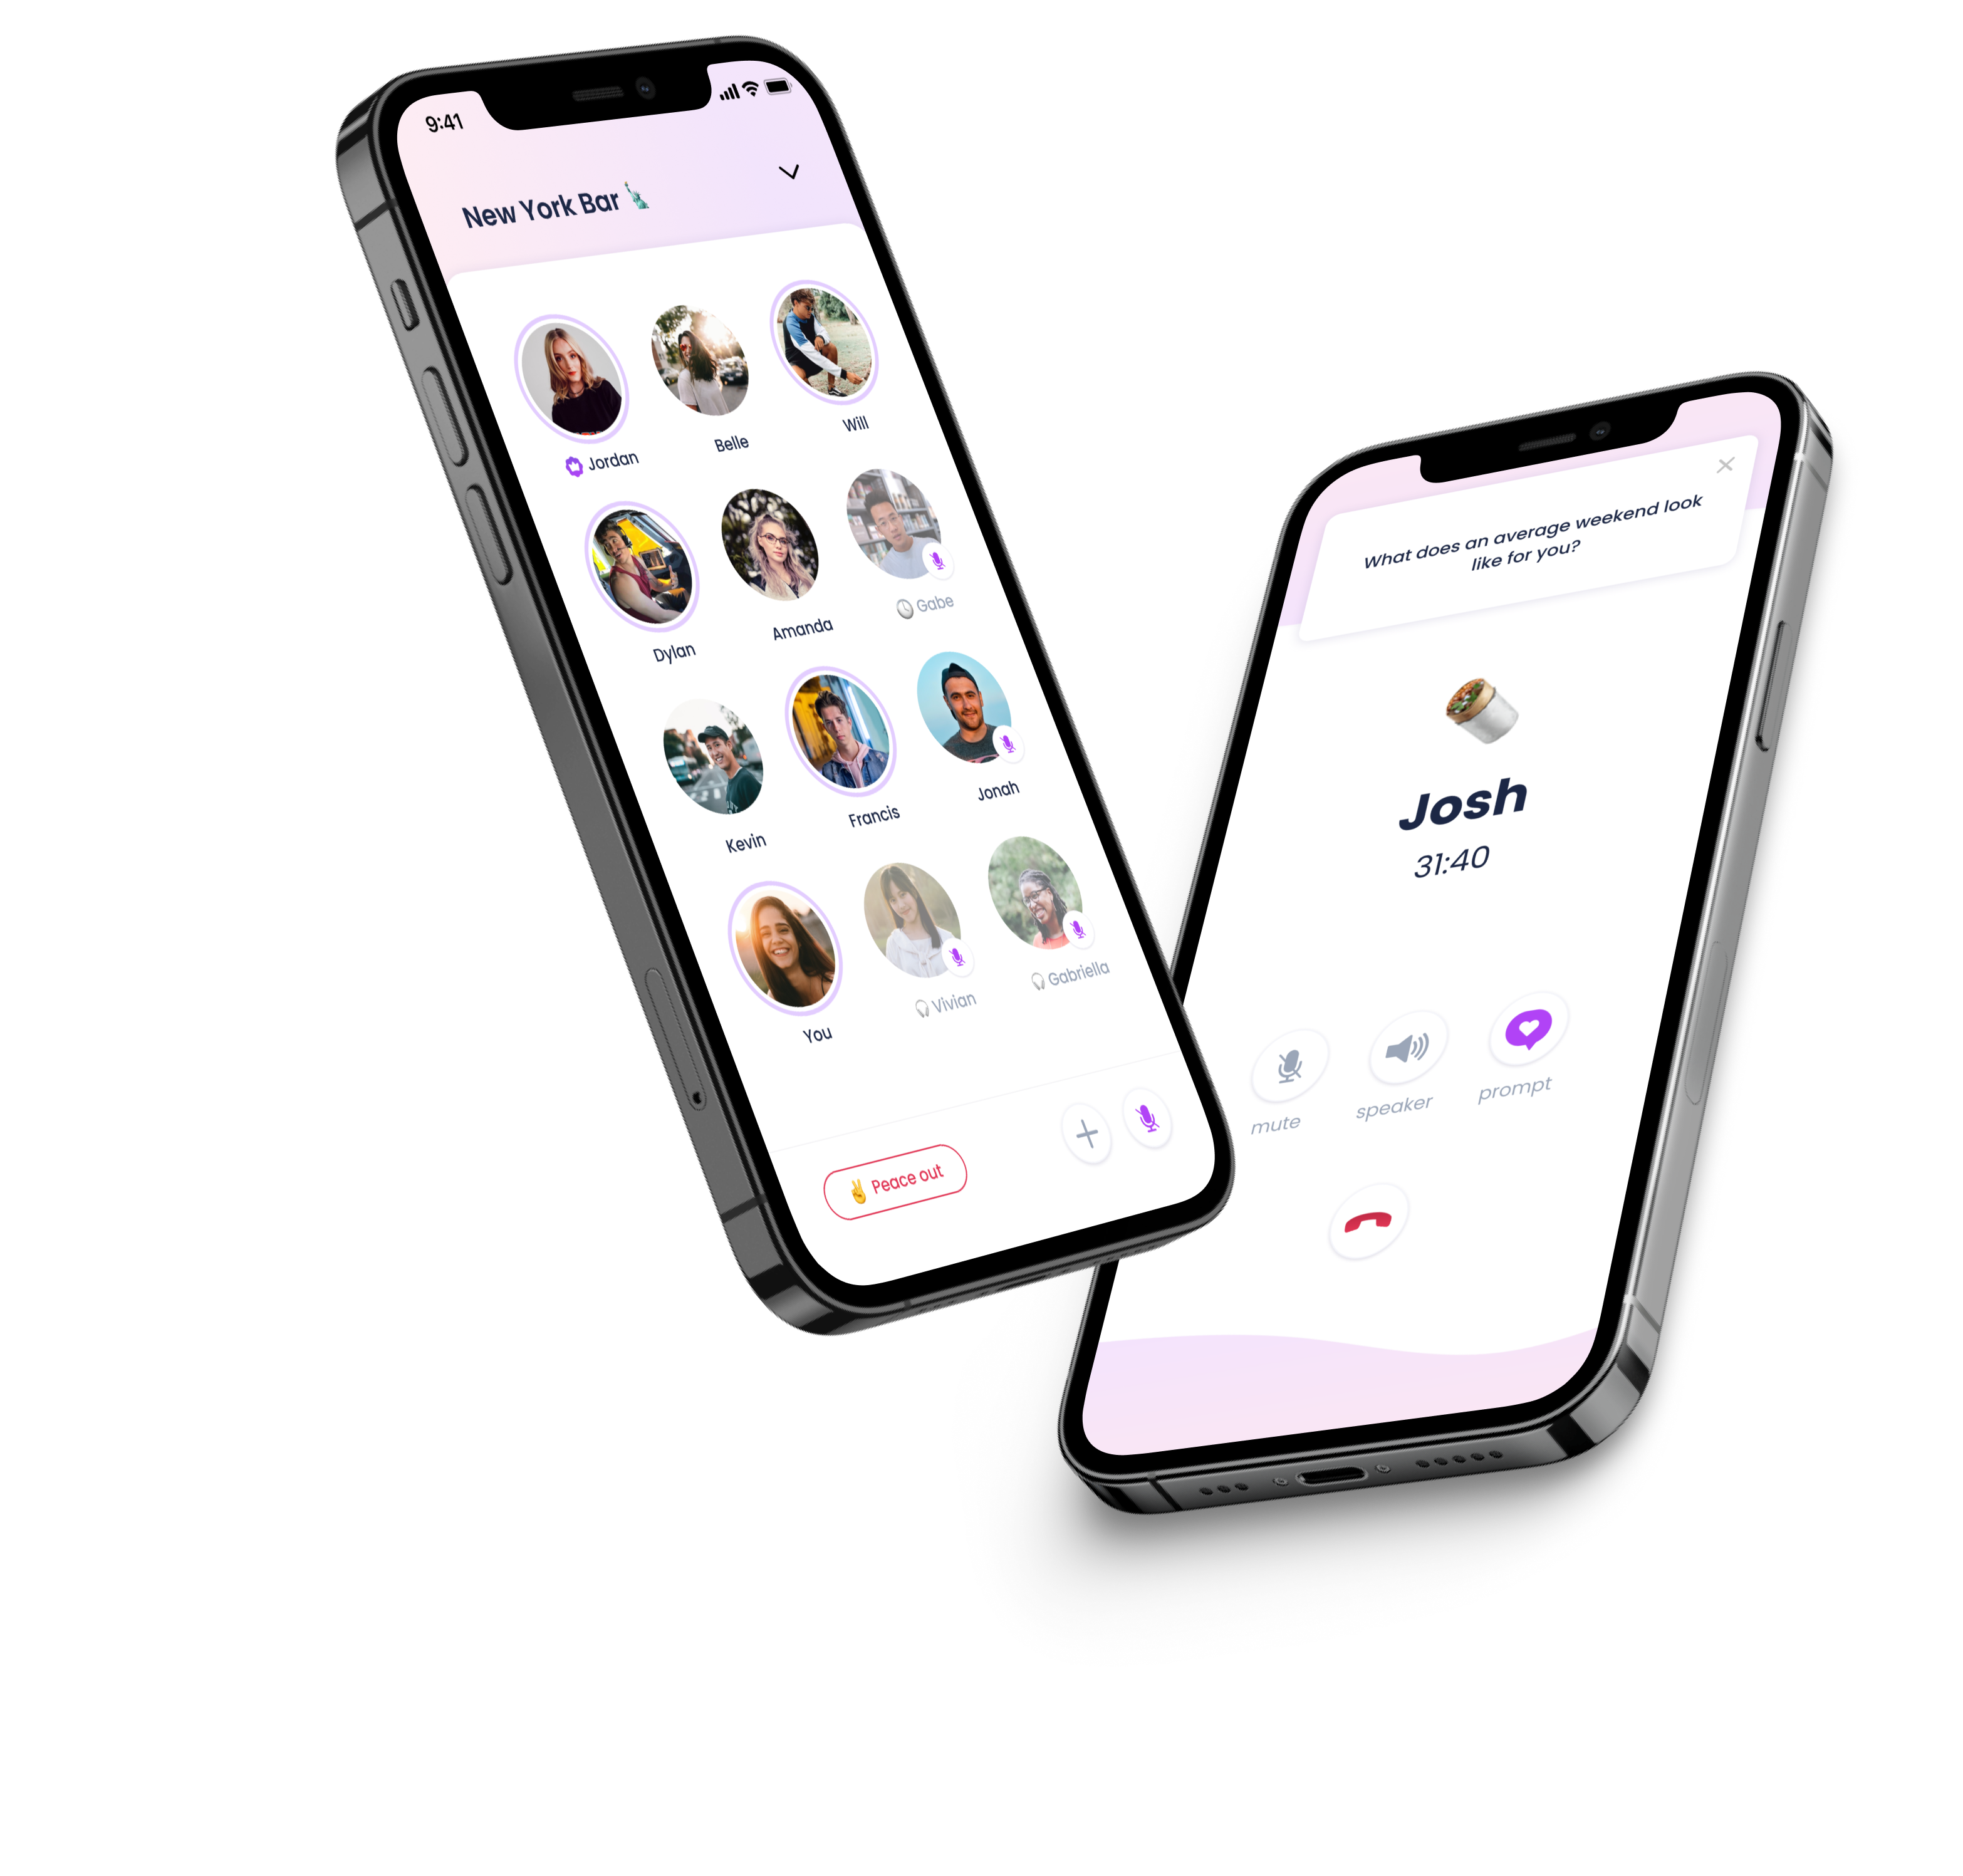 9:41
New York Bar
Jordan
Belle
Will
Dylan
Amanda
Gabe
Kevin
Francis
Jonah
You
Vivian
Gabriella
Peace out
What does an average weekend look
like for you?
Josh
31:40
mute
speaker
prompt